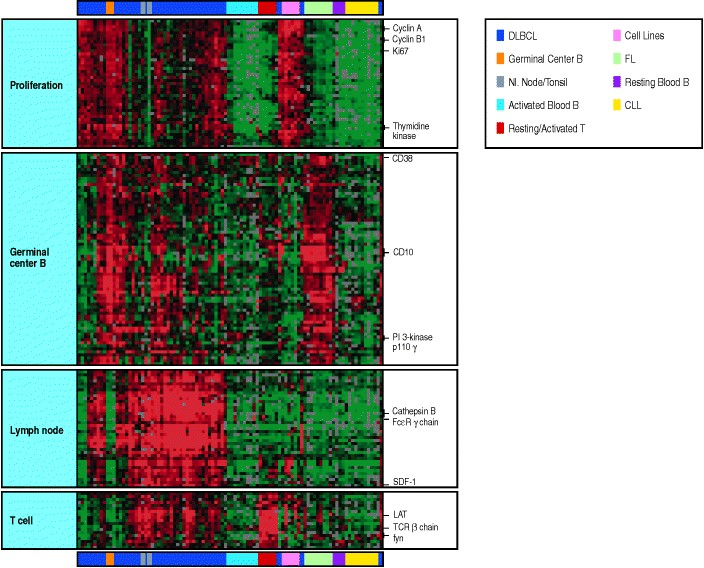 Proliferation
Cyclin A
Cyclin B1
Ki67
Thymidine
kinase
Germinal
center B
CD38
CD10
PI 3-kinase
p110 γ
Lymph node
Cathepsin B
FcεR γ chain
SDF-1
T cell
LAT
TCR β chain
fyn
DLBCL
Germinal Center B
Nl. Node/Tonsil
Activated Blood B
Resting/Activated T
Cell Lines
FL
Resting Blood B
CLL